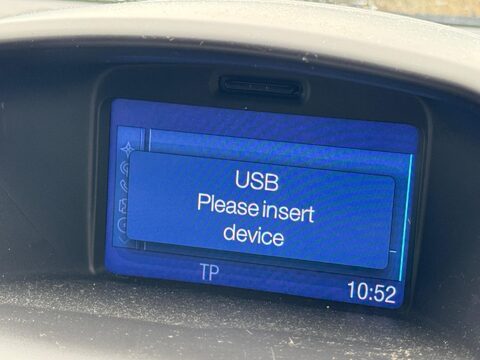 USB
Please insert
device
TP
10:52